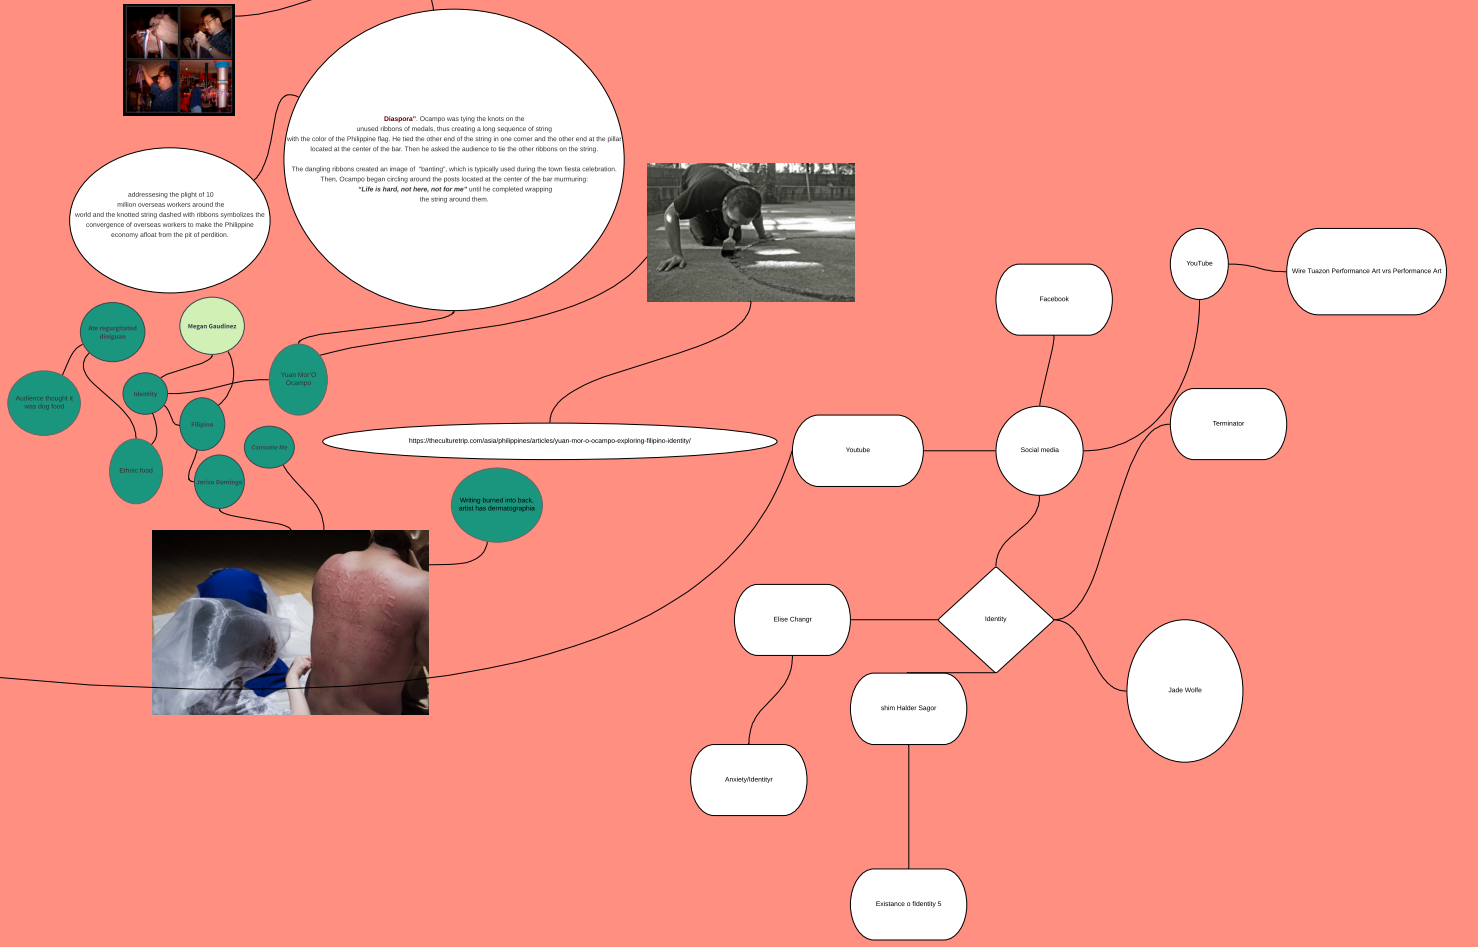 Diaspora". Ocampo was tying the knots on the
unused ribbons of medals, thus creating a long sequence of string
with the color of the Philippine flag. He tied the other end of the string in one corner and the other end at the pillar
located at the center of the bar. Then he asked the audience to tie the other ribbons on the string.
The dangling ribbons created an image of "banting", which is typically used during the town fiesta celebration.
Then, Ocampo began circling around the posts located at the center of the bar murmuring:
"Life is hard, not here, not for me" until he completed wrapping
the string around them.
addressesing the plight of 10
million overseas workers around the
world and the knotted string dashed with ribbons symbolizes the
convergence of overseas workers to make the Philippine
economy afloat from the pit of perdition.
Ate regurgitated
diniguan
Megan Gaudinez
Yuan Mor'O
Ocampo
Audience thought it
was dog food
Identity
Filipino
Consume Me
Ethnic food
Jerico Domingo
https://theculturetrip.com/asia/philippines/articles/yuan-mor-o-ocampo-exploring-filipino-identity/
Writing burned into back,
artist has dermatographia
YouTube
Wire Tuazon Performance Art vrs Performance Art
Facebook
Terminator
Youtube
Social media
Elise Changr
Identity
Jade Wolfe
shim Halder Sagor
Anxiety/Identityr
Existance o fIdentity 5